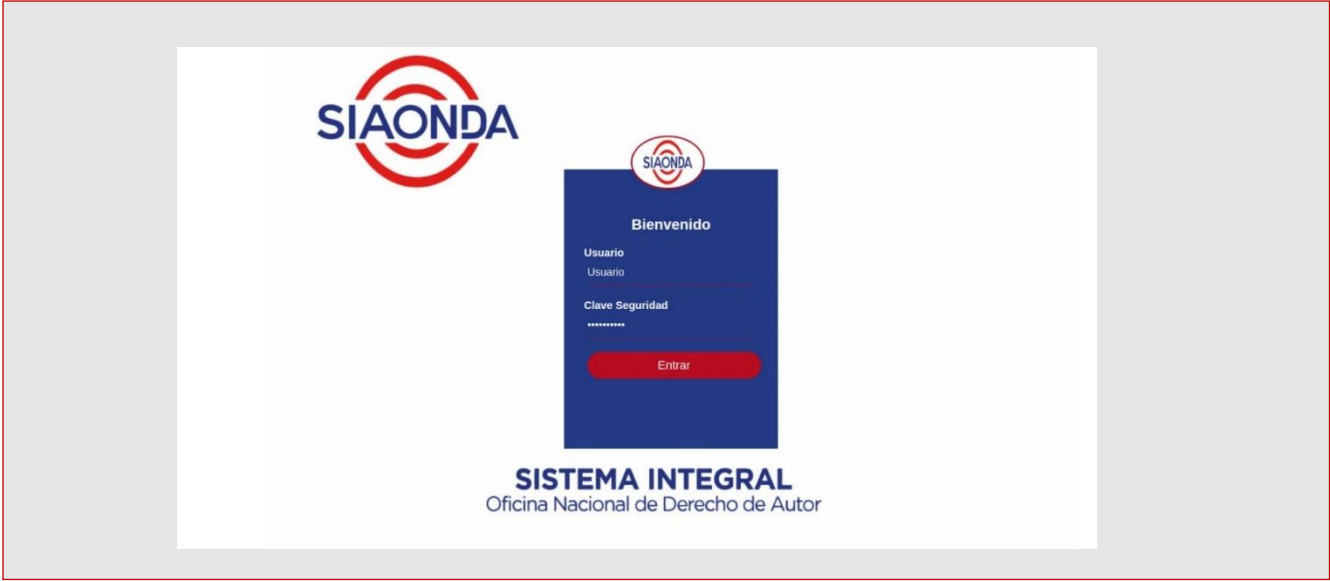 SIAONDA
SIAONDA
Bienvenido
Usuario
Usuario
Clave Seguridad
••••••••••
Entrar
SISTEMA INTEGRAL
Oficina Nacional de Derecho de Autor